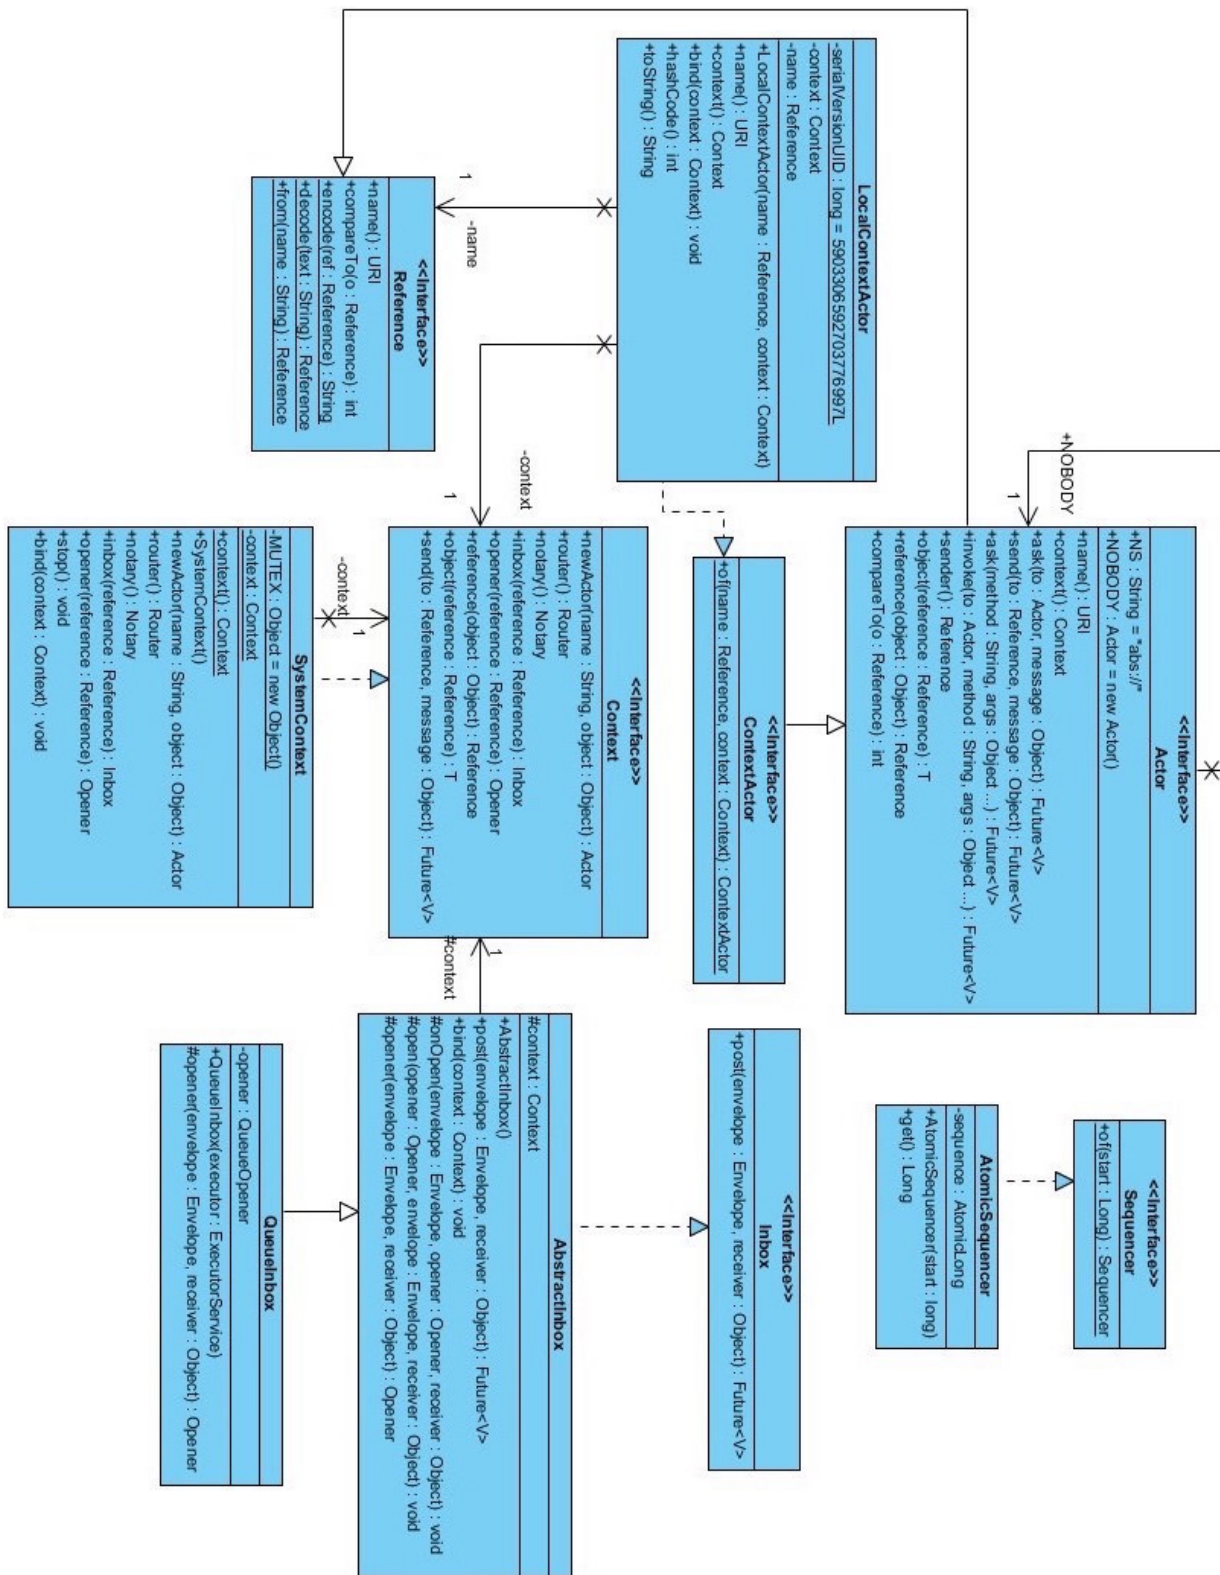 <<Interface>>
Actor
+NS : String = "abs://"
+NOBODY : Actor = new Actor()
+name() : URI
+context() : Context
+ask(to : Actor, message : Object) : Future<V>
+send(to : Reference, message : Object) : Future<V>
+ask(method : String, args : Object ...) : Future<V>
+invoke(to : Actor, method : String, args : Object ...) : Future<V>
+sender() : Reference
+object(reference : Reference) : T
+reference(object : Object) : Reference
+compareTo(o : Reference) : int
+NOBODY
1
<<Interface>>
Sequencer
+of(start : Long) : Sequencer
AtomicSequencer
-sequence : AtomicLong
+AtomicSequencer(start : long)
+get() : Long
LocalContextActor
-serialVersionUID : long = 5903306592703776997L
-context : Context
-name : Reference
+LocalContextActor(name : Reference, context : Context)
+name() : URI
+context() : Context
+bind(context : Context) : void
+hashCode() : int
+toString() : String
<<Interface>>
ContextActor
+of(name : Reference, context : Context) : ContextActor
<<Interface>>
Inbox
+post(envelope : Envelope, receiver : Object) : Future<V>
1
-name
-context
1
<<Interface>>
Reference
+name() : URI
+compareTo(o : Reference) : int
+encode(ref : Reference) : String
+decode(text : String) : Reference
+from(name : String) : Reference
<<Interface>>
Context
+newActor(name : String, object : Object) : Actor
+router() : Router
+notary() : Notary
+inbox(reference : Reference) : Inbox
+opener(reference : Reference) : Opener
+reference(object : Object) : Reference
+object(reference : Reference) : T
+send(to : Reference, message : Object) : Future<V>
1
#context
AbstractInbox
#context : Context
+AbstractInbox()
+post(envelope : Envelope, receiver : Object) : Future<V>
+bind(context : Context) : void
#onOpen(envelope : Envelope, opener : Opener, receiver : Object) : void
#open(opener : Opener, envelope : Envelope, receiver : Object) : void
#opener(envelope : Envelope, receiver : Object) : Opener
-context
1
SystemContext
-MUTEX : Object = new Object()
-context : Context
+context() : Context
+SystemContext()
+newActor(name : String, object : Object) : Actor
+router() : Router
+notary() : Notary
+inbox(reference : Reference) : Inbox
+opener(reference : Reference) : Opener
+stop() : void
+bind(context : Context) : void
QueueInbox
-opener : QueueOpener
+QueueInbox(executor : ExecutorService)
#opener(envelope : Envelope, receiver : Object) : Opener